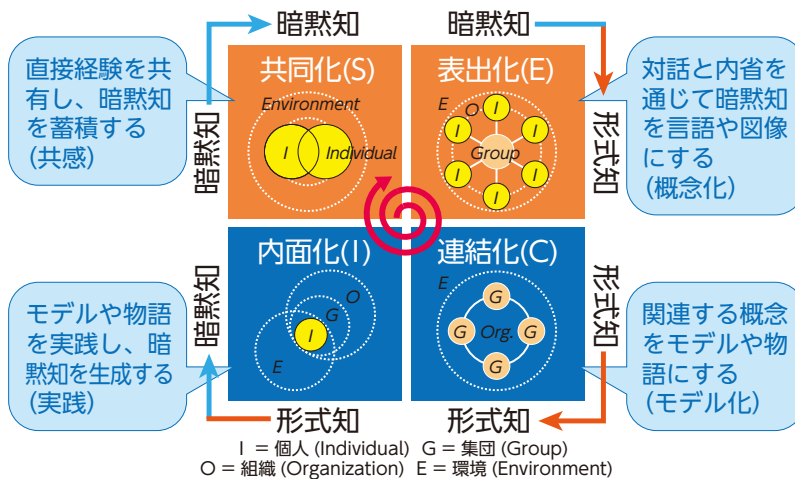 暗黙知
暗黙知
直接経験を共
有し、暗黙知
を蓄積する
(共感)
暗黙知
共同化(S)
Environment
I
Individual
表出化(E)
E
O
I
I
I
Group
I
I
I
形式知
対話と内省を
通じて暗黙知
を言語や図像
にする
(概念化)
モデルや物語
を実践し、暗
黙知を生成する
(実践)
暗黙知
内面化(I)
O
G
I
E
連結化(C)
E
G
G
Org.
G
G
形式知
関連する概念
をモデルや物
語にする
(モデル化)
形式知
形式知
I = 個人 (Individual) G = 集団 (Group)
O = 組織 (Organization) E = 環境 (Environment)